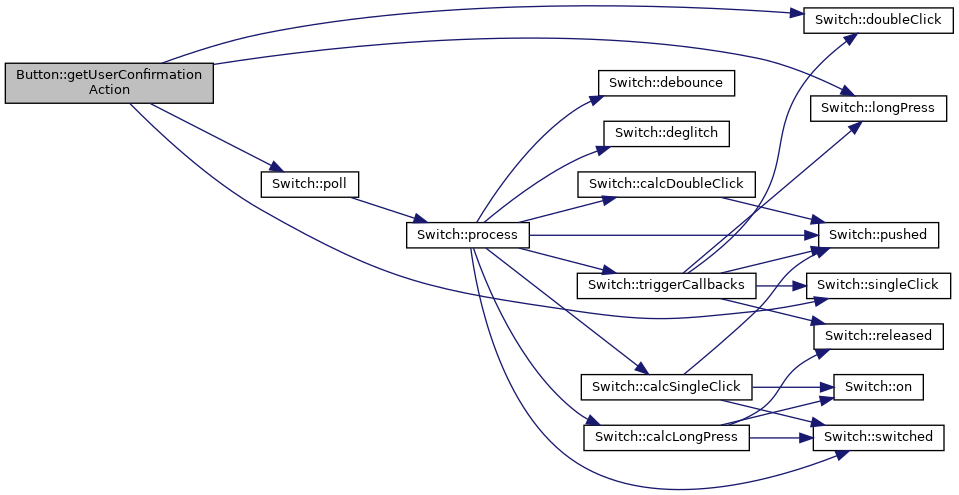 Button::getUserConfirmation
Action
Switch::poll
Switch::process
Switch::debounce
Switch::deglitch
Switch::calcDoubleClick
Switch::triggerCallbacks
Switch::calcSingleClick
Switch::calcLongPress
Switch::doubleClick
Switch::longPress
Switch::pushed
Switch::singleClick
Switch::released
Switch::on
Switch::switched